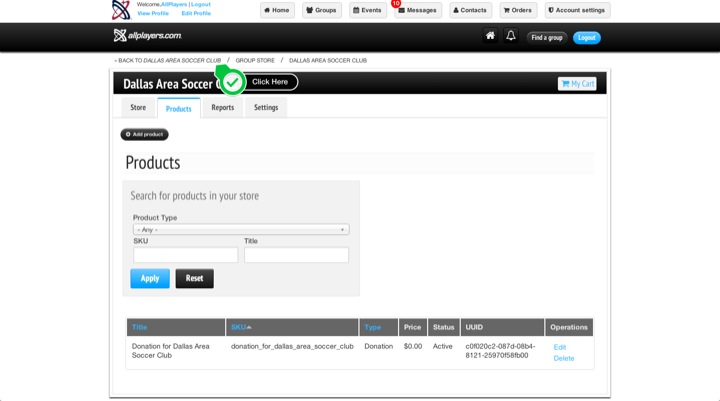 Welcome, AllPlayers | Logout
View Profile Edit Profile
Home Groups Events 10 Messages Contacts Orders Account settings
allplayers.com Find a group Logout
« BACK TO DALLAS AREA SOCCER CLUB / GROUP STORE / DALLAS AREA SOCCER CLUB
Dallas Area Soccer Click Here My Cart
Store Products Reports Settings
Add product
Products
Search for products in your store
Product Type
- Any -
SKU Title
Apply Reset
Title SKU Type Price Status UUID Operations
Donation for Dallas Area donation_for_dallas_area_soccer_club Donation $0.00 Active c0f020c2-087d-08b4- Edit
Soccer Club 8121-25970f58fb00 Delete